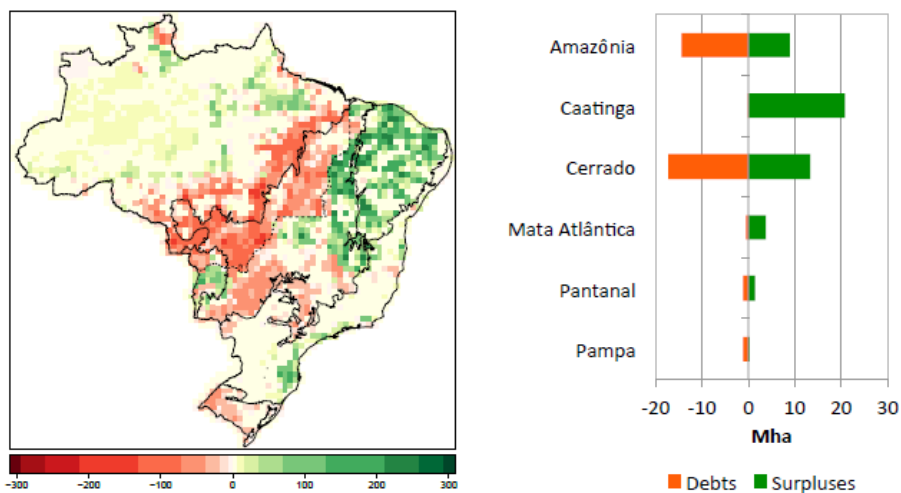 −300 −200 −100 0 100 200 300
Amazônia
Caatinga
Cerrado
Mata Atlântica
Pantanal
Pampa
-20 -10 0 10 20 30
Mha
Debts Surpluses